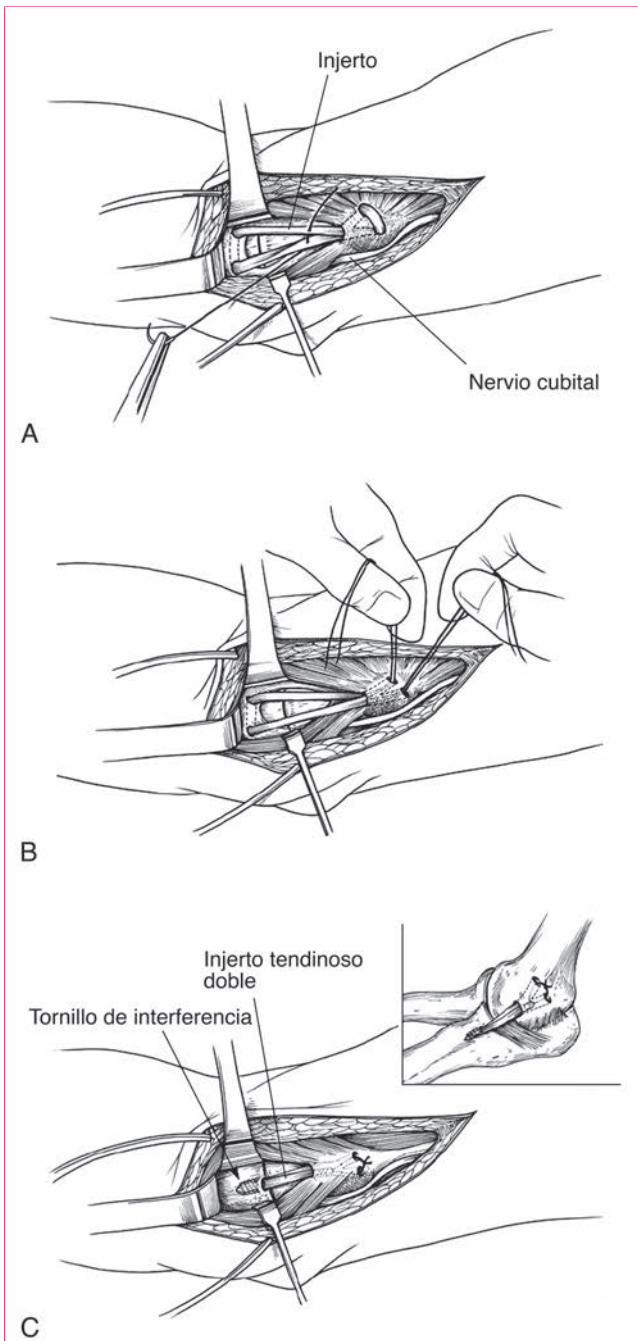 Injerto
Nervio cubital
A
B
Injerto tendinoso
doble
Tornillo de interferencia
C